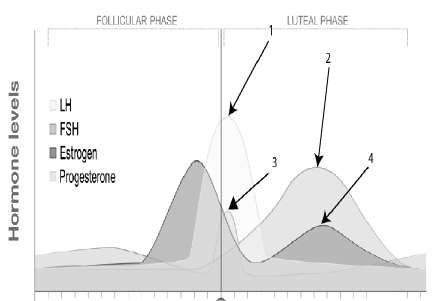 FOLLICULAR PHASE
LUTEAL PHASE
1
2
LH
FSH
3
4
Estrogen
Progesterone
Hormone levels